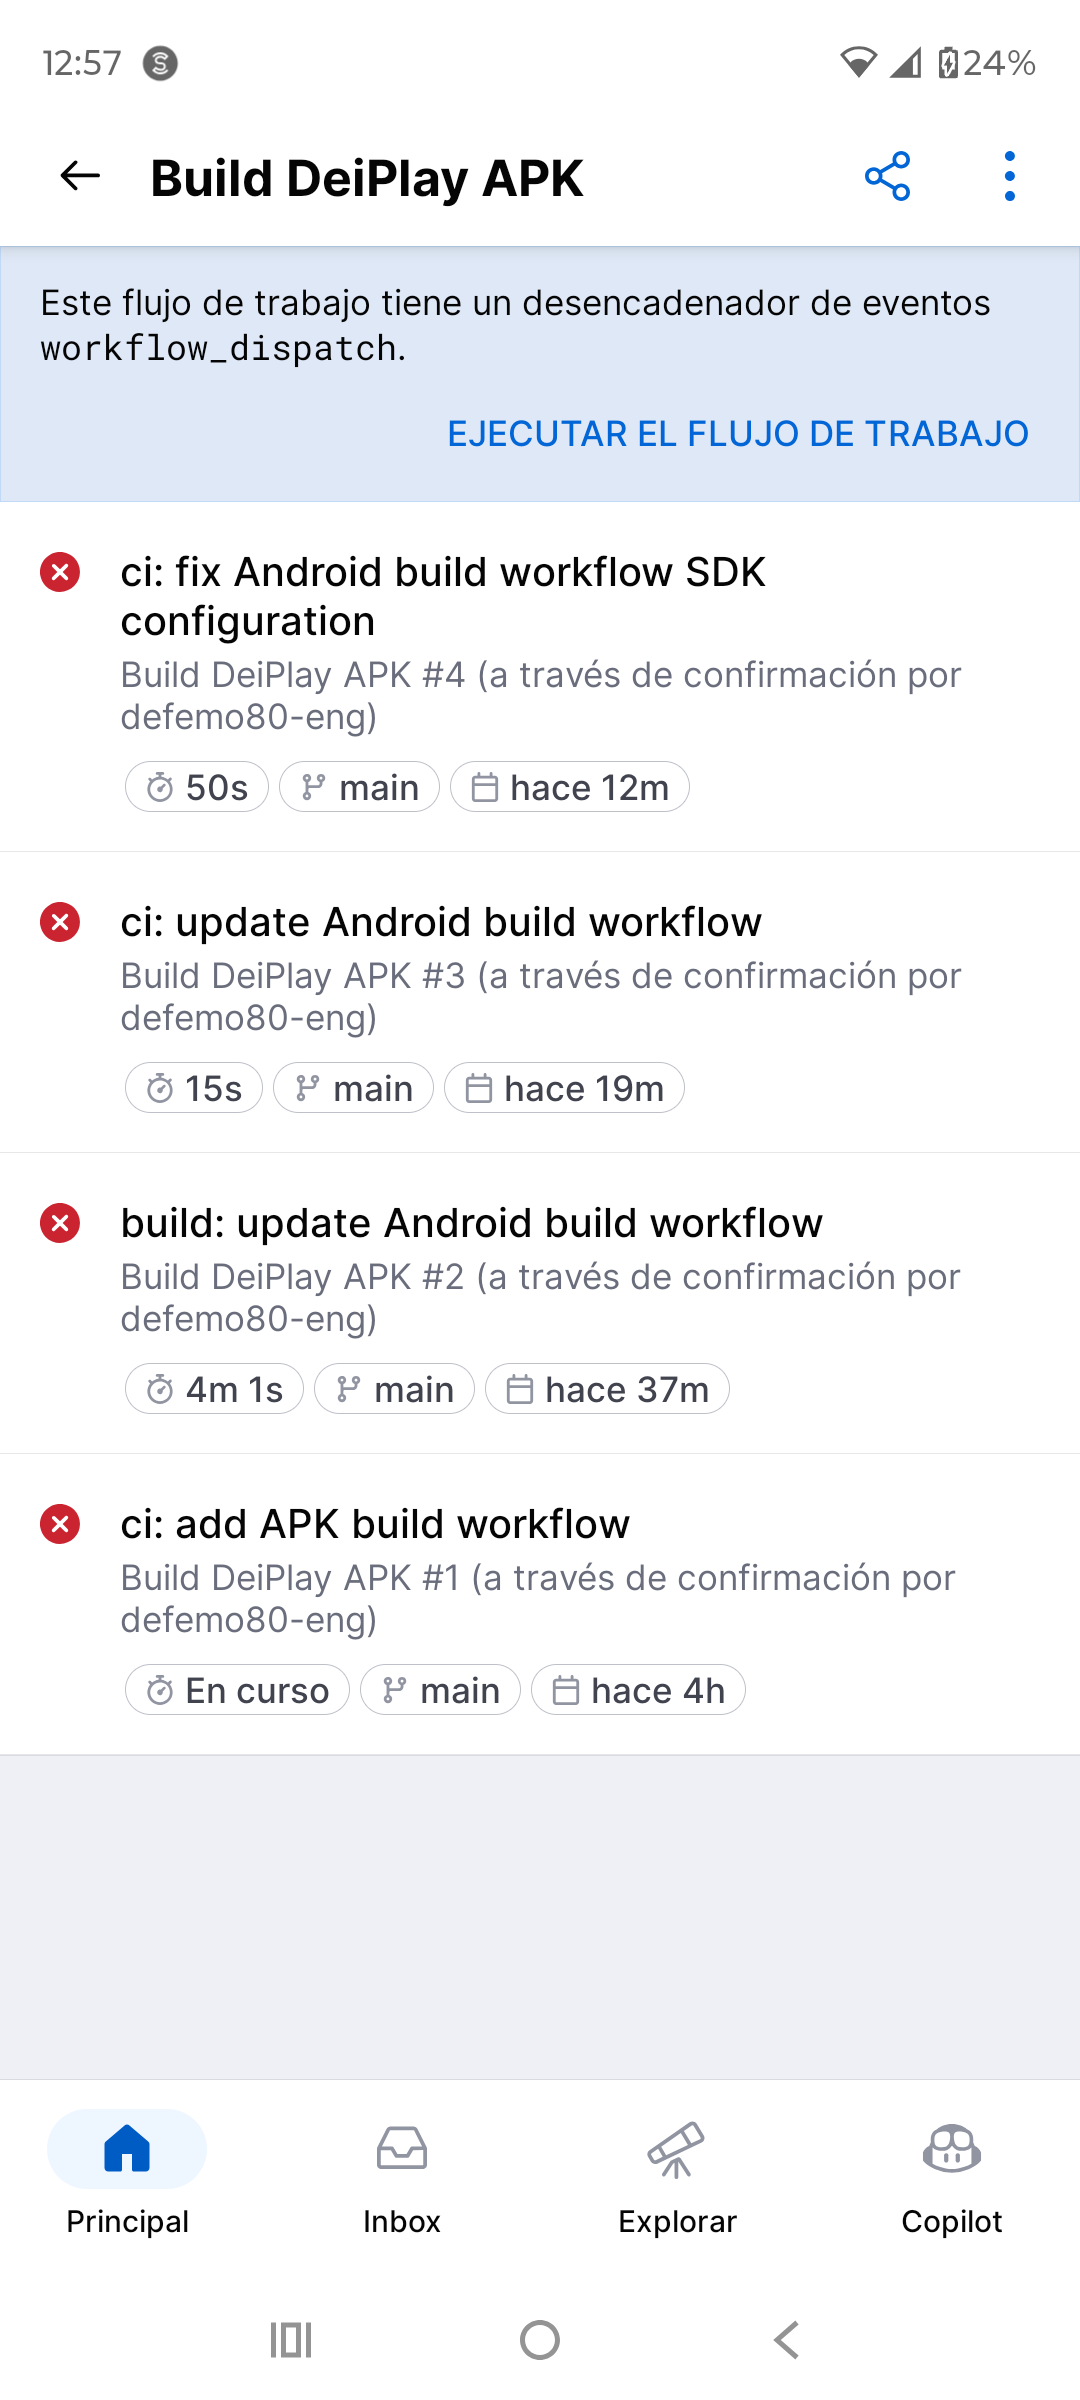 12:57
24%
Build DeiPlay APK
Este flujo de trabajo tiene un desencadenador de eventos
workflow_dispatch.
EJECUTAR EL FLUJO DE TRABAJO
ci: fix Android build workflow SDK
configuration
Build DeiPlay APK #4 (a través de confirmación por
defemo80-eng)
50s main hace 12m
ci: update Android build workflow
Build DeiPlay APK #3 (a través de confirmación por
defemo80-eng)
15s main hace 19m
build: update Android build workflow
Build DeiPlay APK #2 (a través de confirmación por
defemo80-eng)
4m 1s main hace 37m
ci: add APK build workflow
Build DeiPlay APK #1 (a través de confirmación por
defemo80-eng)
En curso main hace 4h
Principal Inbox Explorar Copilot